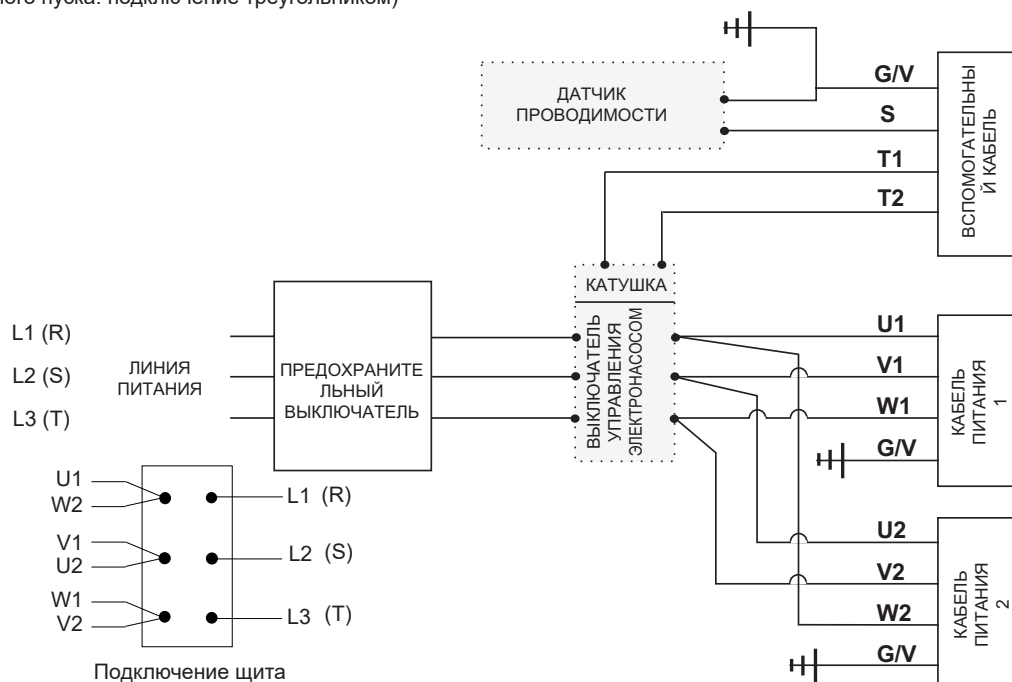 ного пуска: подключение треугольником)
ДАТЧИК
ПРОВОДИМОСТИ
G/V
S
T1
T2
ВСПОМОГАТЕЛЬНЫ
Й КАБЕЛЬ
КАТУШКА
ВЫКЛЮЧАТЕЛЬ
УПРАВЛЕНИЯ
ЭЛЕКТРОНАСОСОМ
L1 (R)
L2 (S)
L3 (T)
ЛИНИЯ
ПИТАНИЯ
ПРЕДОХРАНИТЕ
ЛЬНЫЙ
ВЫКЛЮЧАТЕЛЬ
U1
V1
W1
G/V
КАБЕЛЬ
ПИТАНИЯ
1
U2
V2
W2
G/V
КАБЕЛЬ
ПИТАНИЯ
2
U1
W2
V1
U2
W1
V2
L1 (R)
L2 (S)
L3 (T)
Подключение щита